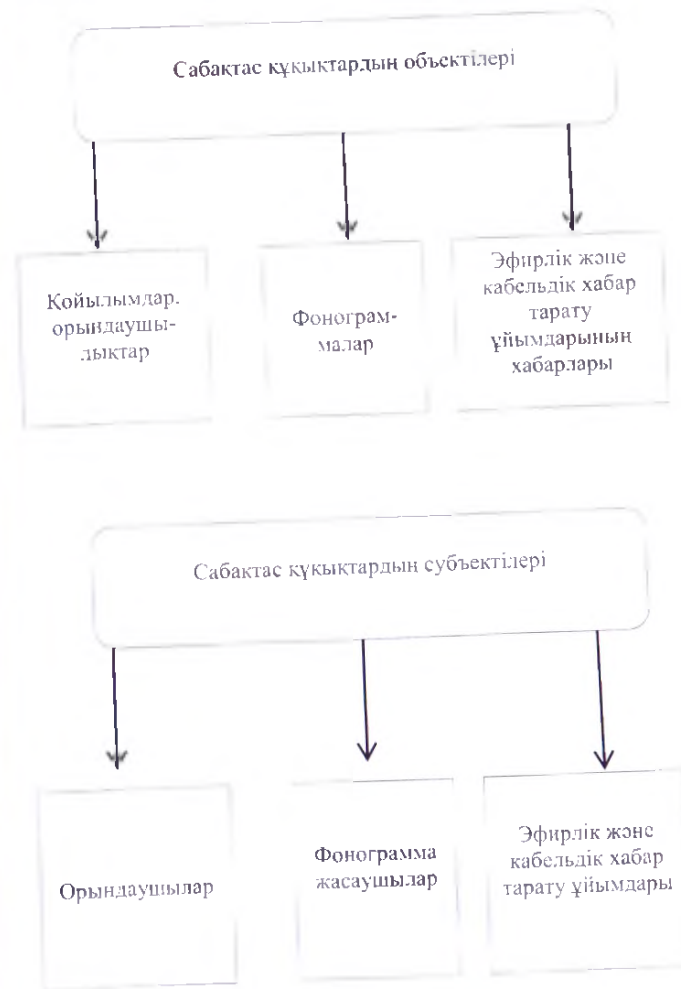 Сабақтас құқықтардың объектілері
Қойылымдар.
орындаушы-
лықтар
Фонограм-
малар
Эфирлік және
кабельдік хабар
тарату
ұйымдарының
хабарлары
Сабақтас құқықтардың субъектілері
Орындаушылар
Фонограмма
жасаушылар
Эфирлік және
кабельдік хабар
тарату ұйымдары